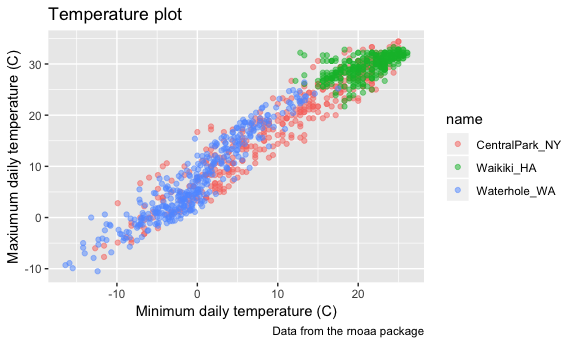 Temperature plot
Maxiumum daily temperature (C)
30
20
10
0
-10
-10
0
10
20
Minimum daily temperature (C)
name
CentralPark_NY
Waikiki_HA
Waterhole_WA
Data from the rnoaa package